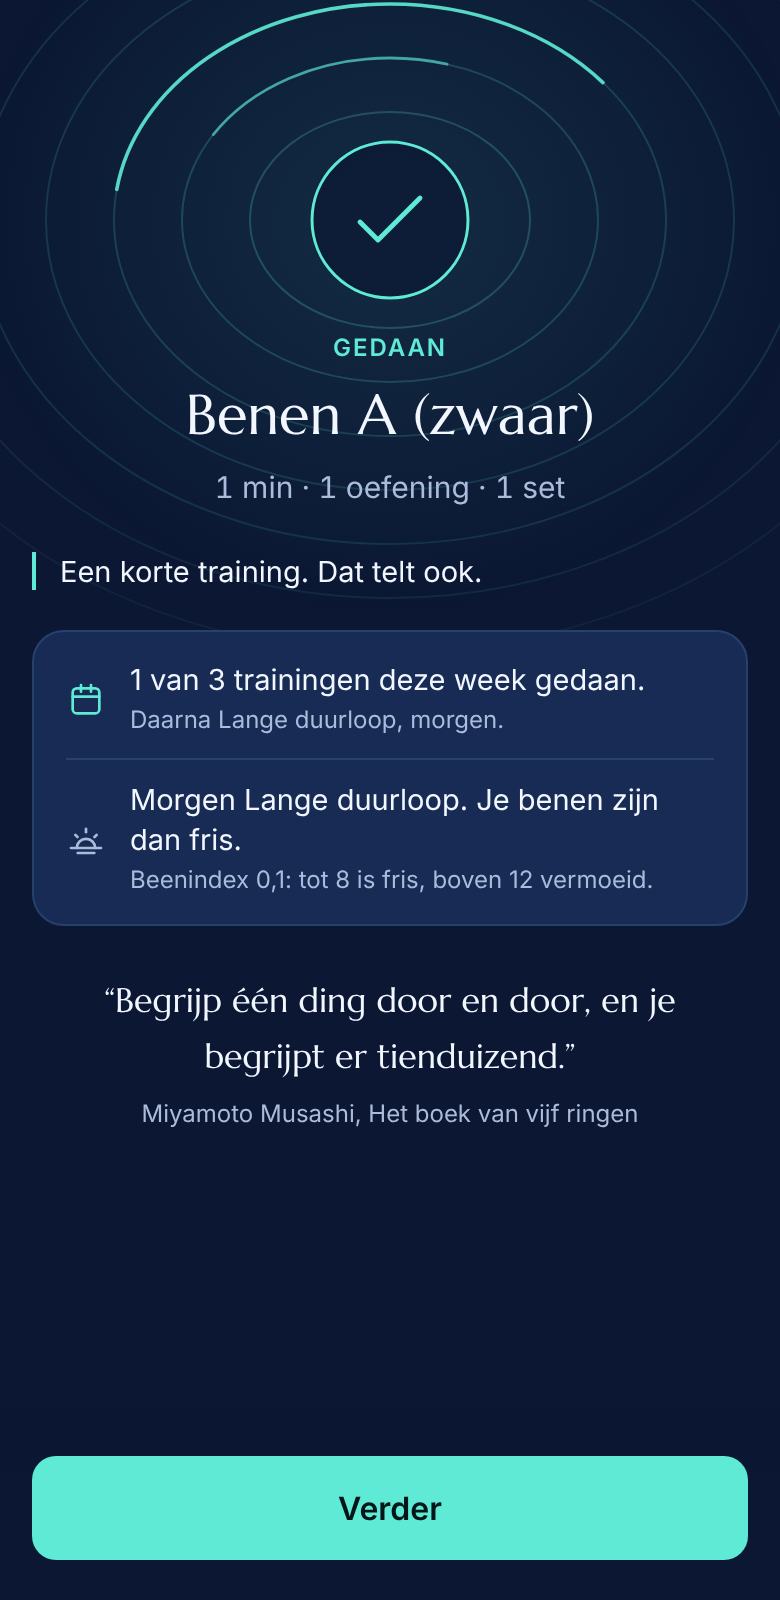 GEDAAN
Benen A (zwaar)
1 min · 1 oefening · 1 set
Een korte training. Dat telt ook.
1 van 3 trainingen deze week gedaan.
Daarna Lange duurloop, morgen.
Morgen Lange duurloop. Je benen zijn
dan fris.
Beenindex 0,1: tot 8 is fris, boven 12 vermoeid.
“Begrijp één ding door en door, en je
begrijpt er tienduizend.”
Miyamoto Musashi, Het boek van vijf ringen
Verder